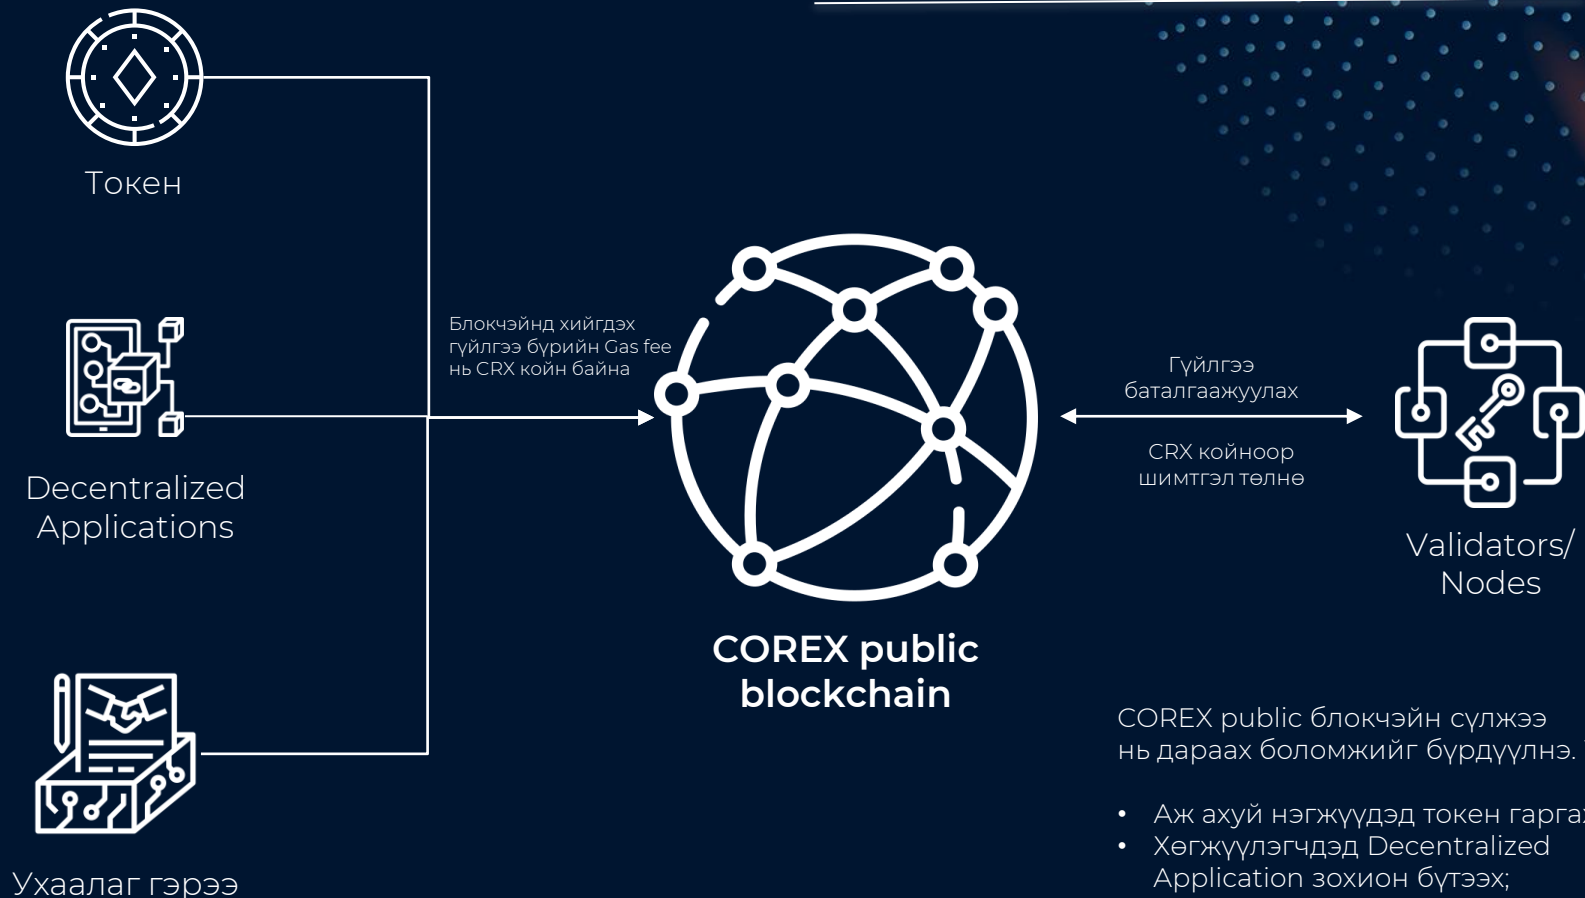 Токен
Decentralized
Applications
Ухаалаг гэрээ
Блокчэйнд хийгдэх
гүйлгээ бүрийн Gas fee
нь CRX койн байна
COREX public
blockchain
Гүйлгээ
баталгаажуулах
CRX койноор
шимтгэл төлнө
Validators/
Nodes
COREX public блокчэйн сүлжээ
нь дараах боломжийг бүрдүүлнэ.
• Аж ахуй нэгжүүдэд токен гаргах
• Хөгжүүлэгчдэд Decentralized
Application зохион бүтээх;